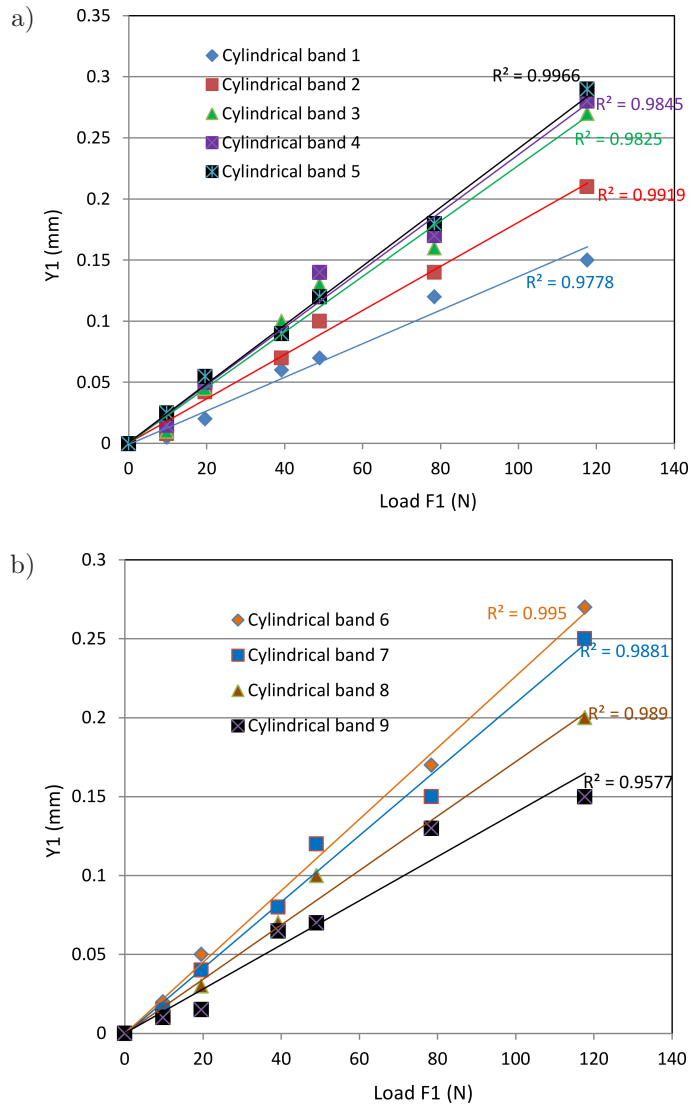 a)
0.35
0.3
0.25
0.2
0.15
0.1
0.05
0
Y1 (mm)
Cylindrical band 1
Cylindrical band 2
Cylindrical band 3
Cylindrical band 4
Cylindrical band 5
R² = 0.9966
R² = 0.9845
R² = 0.9825
R² = 0.9919
R² = 0.9778
0 20 40 60 80 100 120 140
Load F1 (N)
b)
0.3
0.25
0.2
0.15
0.1
0.05
0
Y1 (mm)
Cylindrical band 6
Cylindrical band 7
Cylindrical band 8
Cylindrical band 9
R² = 0.995
R² = 0.9881
R² = 0.989
R² = 0.9577
0 20 40 60 80 100 120 140
Load F1 (N)